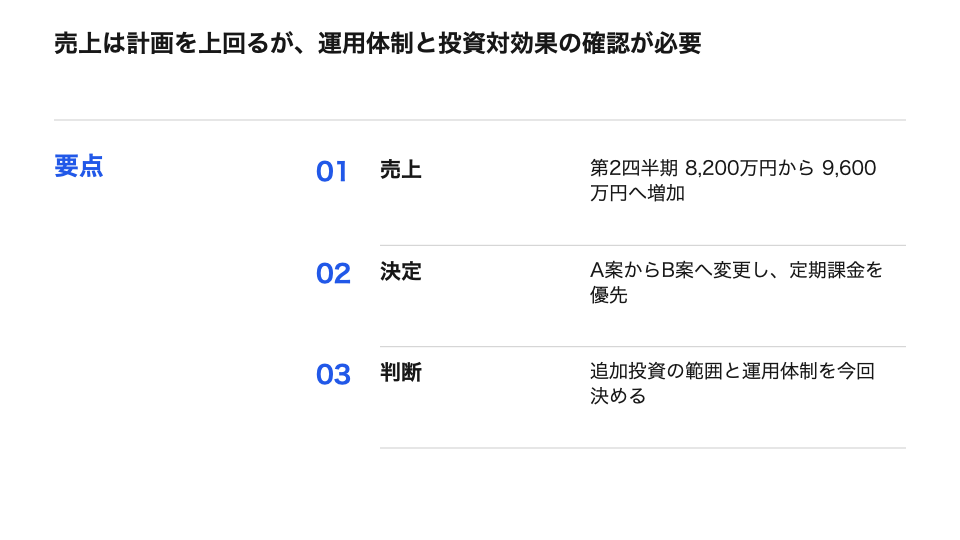 売上は計画を上回るが、運用体制と投資対効果の確認が必要
要点
01 売上
第2四半期 8,200万円から 9,600
万円へ増加
02 決定
A案からB案へ変更し、定期課金を
優先
03 判断
追加投資の範囲と運用体制を今回
決める